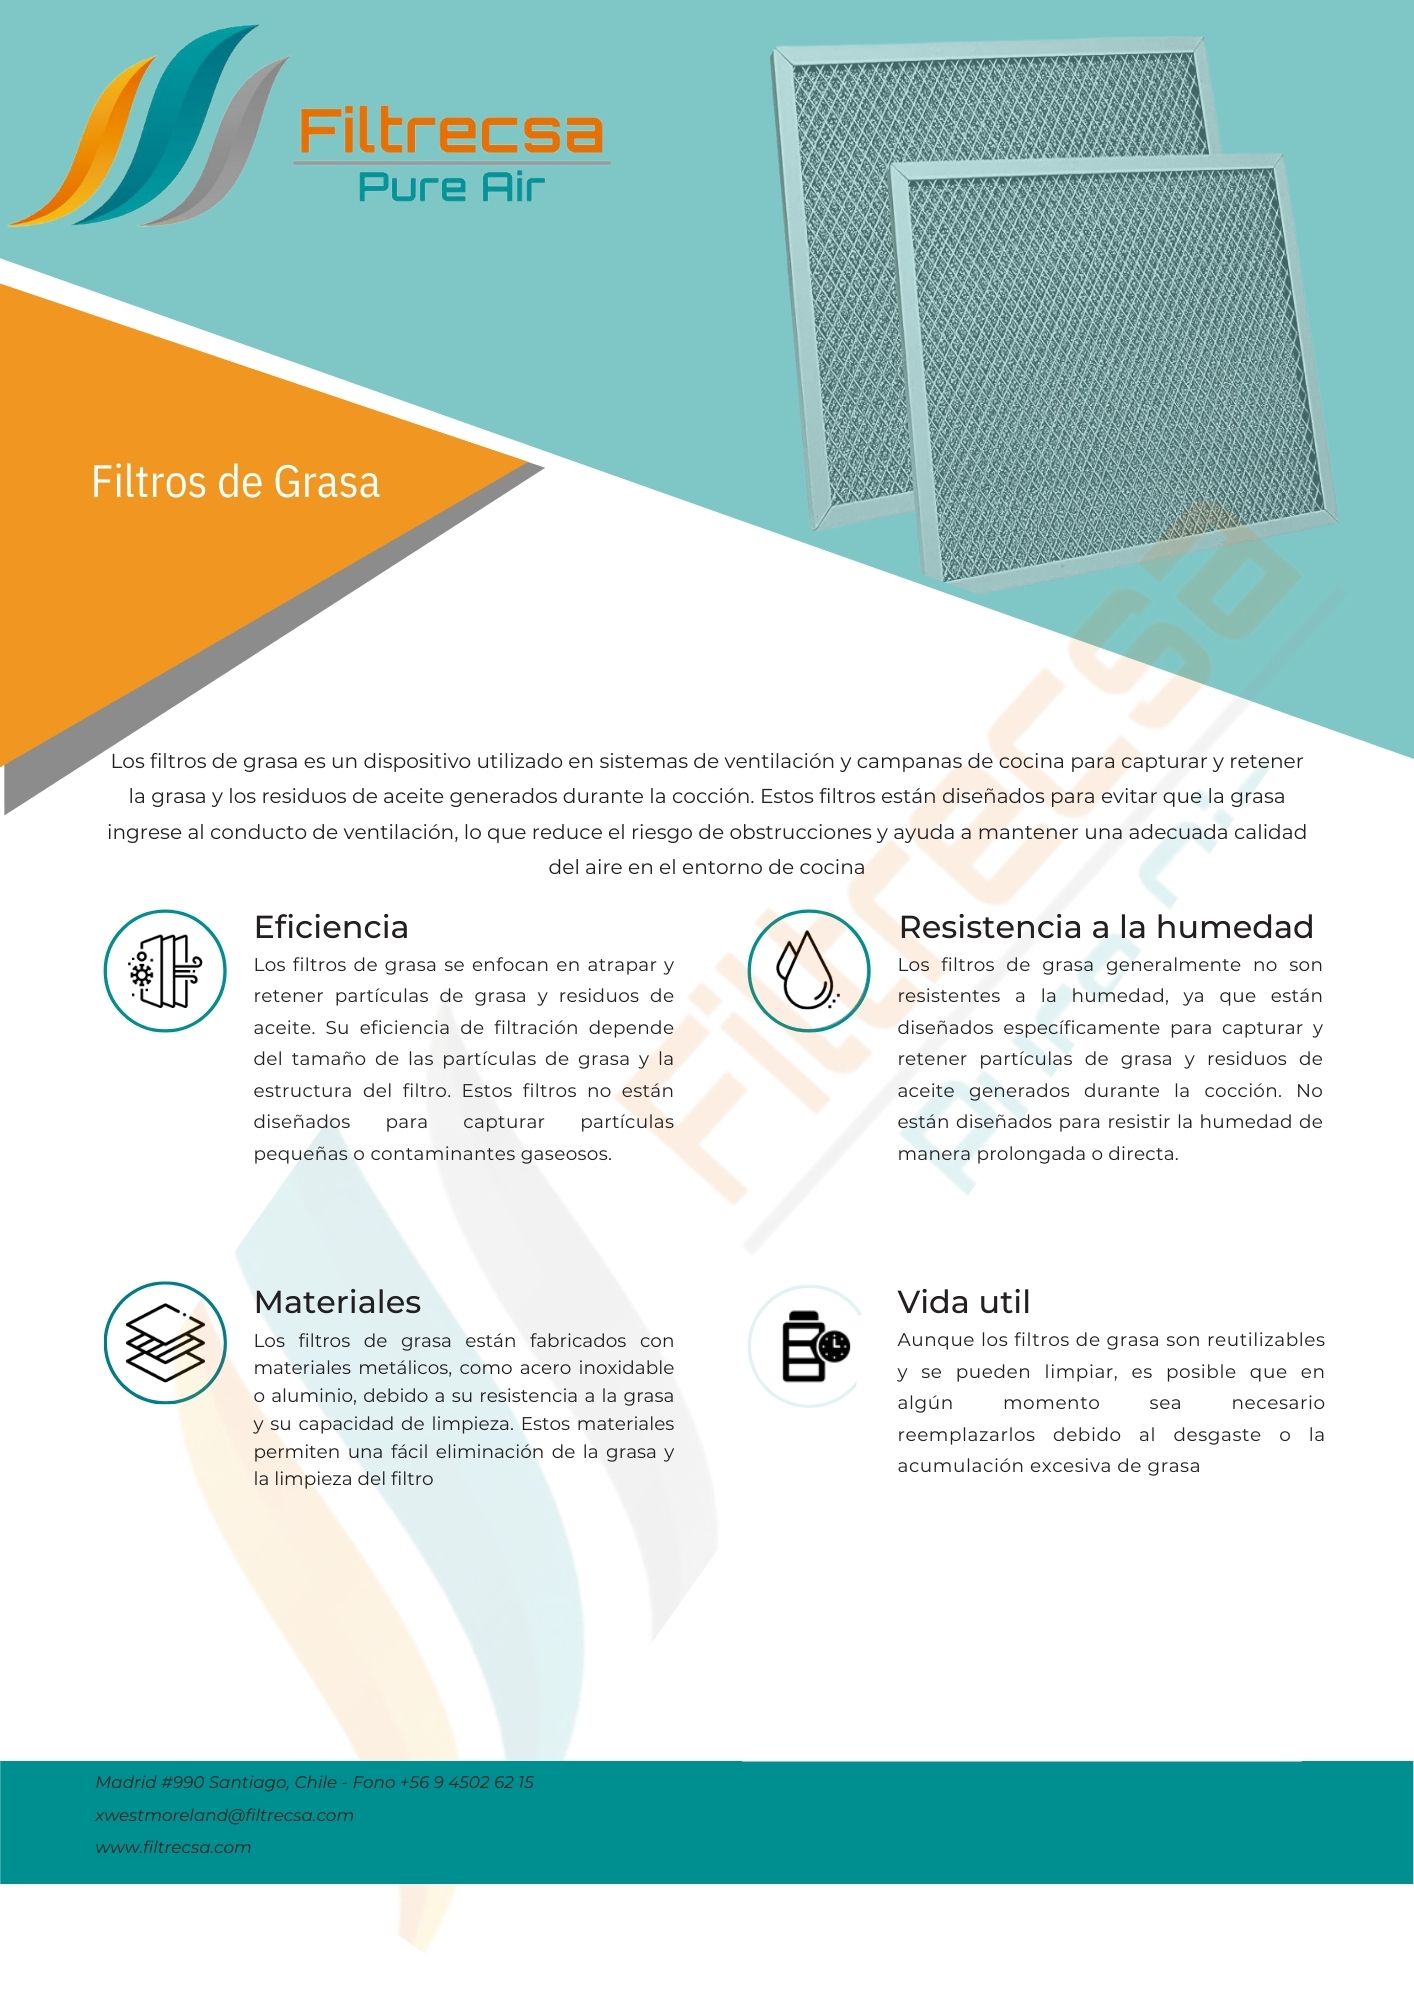 Filtrecsa
Pure Air
Filtros de Grasa
Los filtros de grasa es un dispositivo utilizado en sistemas de ventilación y campanas de cocina para capturar y retener
la grasa y los residuos de aceite generados durante la cocción. Estos filtros están diseñados para evitar que la grasa
ingrese al conducto de ventilación, lo que reduce el riesgo de obstrucciones y ayuda a mantener una adecuada calidad
del aire en el entorno de cocina
Eficiencia
Los filtros de grasa se enfocan en atrapar y
retener partículas de grasa y residuos de
aceite. Su eficiencia de filtración depende
del tamaño de las partículas de grasa y la
estructura del filtro. Estos filtros no están
diseñados para capturar partículas
pequeñas o contaminantes gaseosos.
Resistencia a la humedad
Los filtros de grasa generalmente no son
resistentes a la humedad, ya que están
diseñados específicamente para capturar y
retener partículas de grasa y residuos de
aceite generados durante la cocción. No
están diseñados para resistir la humedad de
manera prolongada o directa.
Materiales
Los filtros de grasa están fabricados con
materiales metálicos, como acero inoxidable
o aluminio, debido a su resistencia a la grasa
y su capacidad de limpieza. Estos materiales
permiten una fácil eliminación de la grasa y
la limpieza del filtro
Vida util
Aunque los filtros de grasa son reutilizables
y se pueden limpiar, es posible que en
algún momento sea necesario
reemplazarlos debido al desgaste o la
acumulación excesiva de grasa
Filtrecsa
Pure Air
Madrid #990 Santiago, Chile - Fono +56 9 4502 62 15
xwestmoreland@filtrecsa.com
www.filtrecsa.com